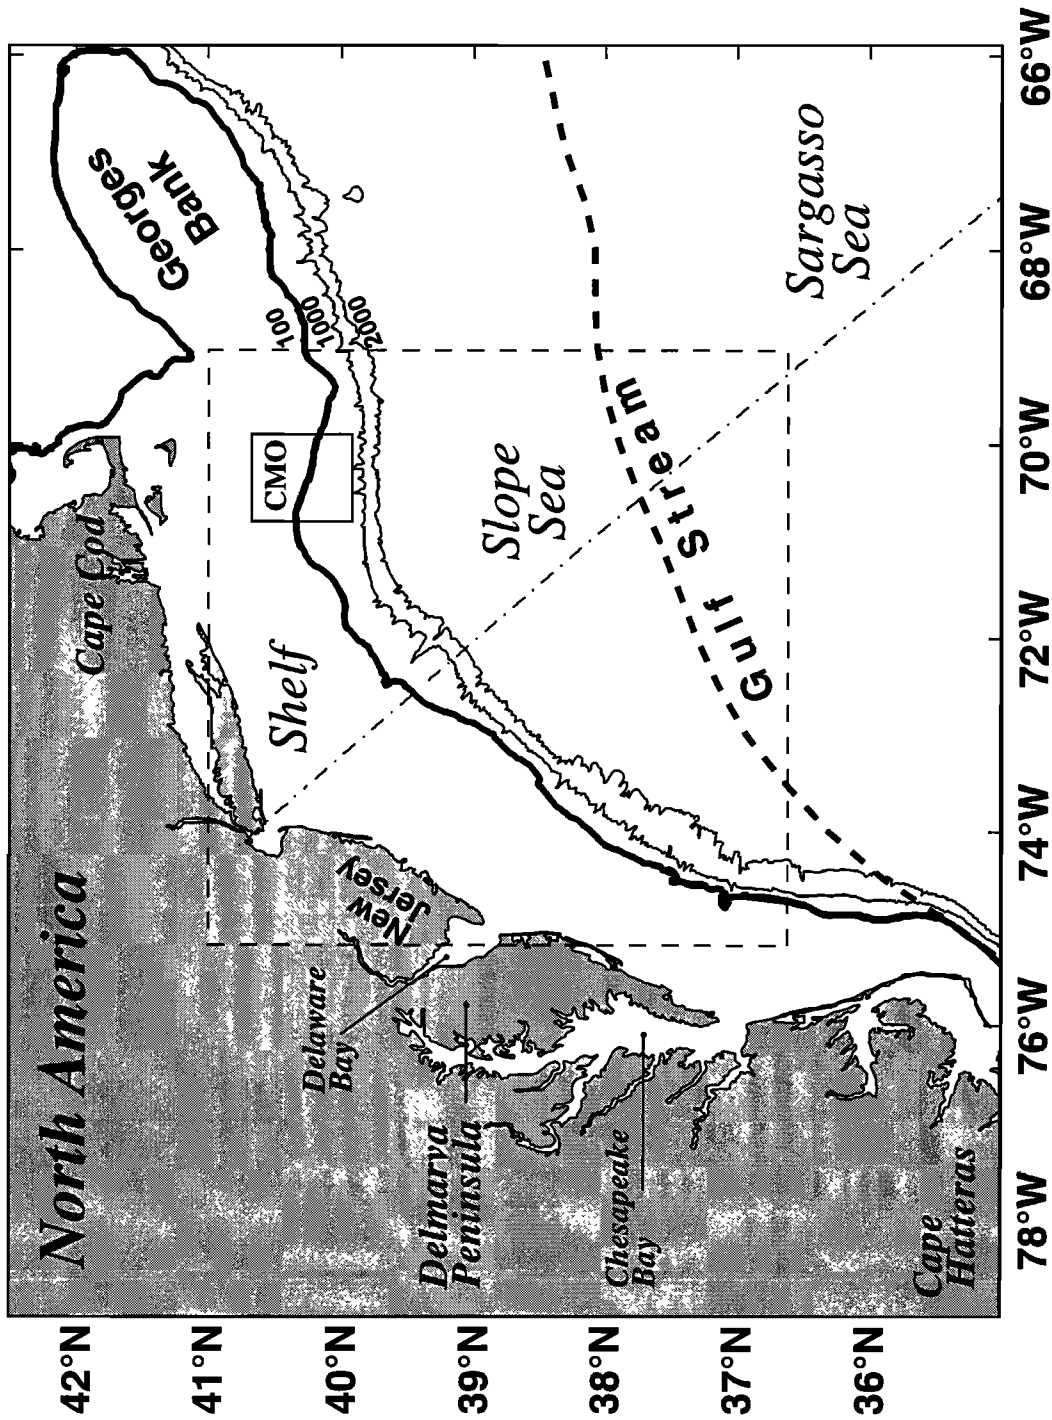 North America
Cape Cod
Georges
Bank
Shelf
CMO
100
1000
2000
New
Jersey
Delaware
Bay
Delmarva
Peninsula
Slope
Sea
Chesapeake
Bay
Gulf Stream
Sargasso
Sea
Cape
Hatteras
42°N
41°N
40°N
39°N
38°N
37°N
36°N
78°W
76°W
74°W
72°W
70°W
68°W
66°W